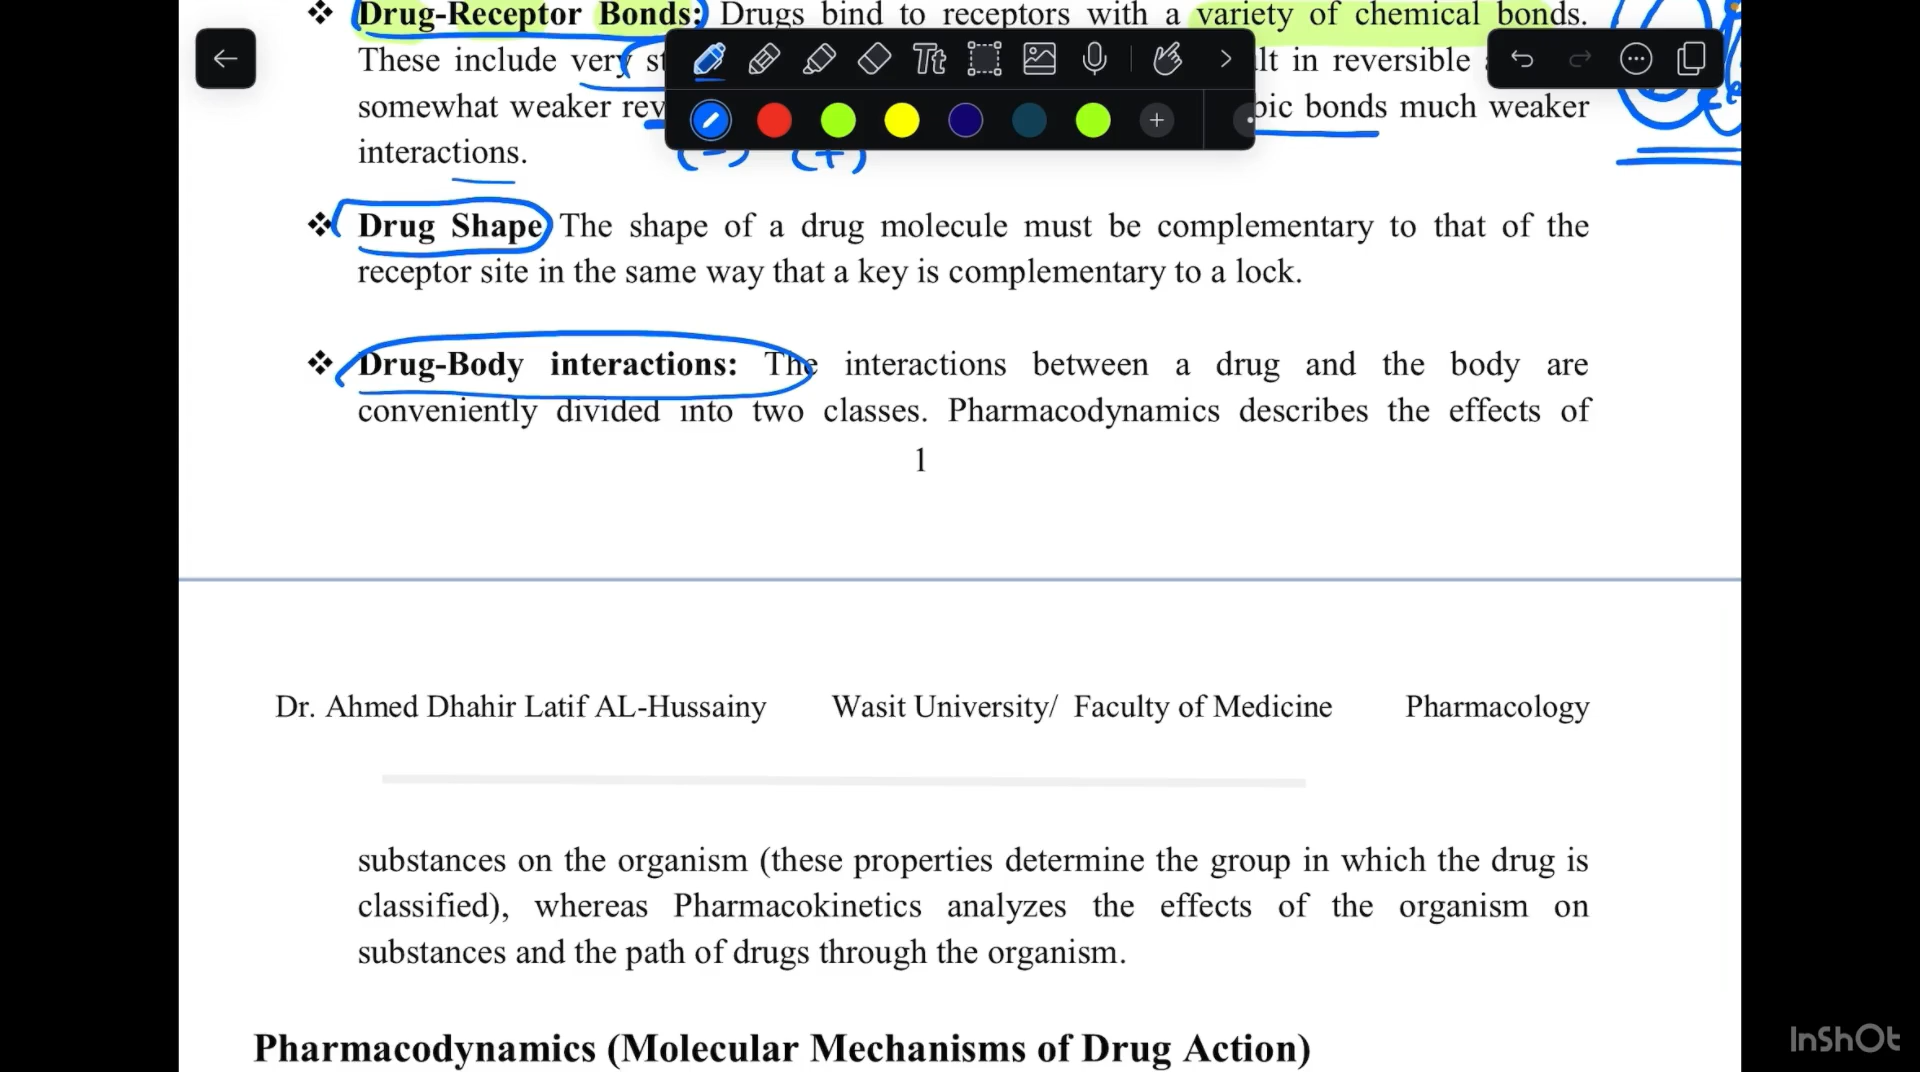 ❖ Drug-Receptor Bonds: Drugs bind to receptors with a variety of chemical bonds.
These include very st lt in reversible
somewhat weaker rev bic bonds much weaker
interactions.
(-) (+)
❖ Drug Shape The shape of a drug molecule must be complementary to that of the
receptor site in the same way that a key is complementary to a lock.
❖ Drug-Body interactions: The interactions between a drug and the body are
conveniently divided into two classes. Pharmacodynamics describes the effects of
1
Dr. Ahmed Dhahir Latif AL-Hussainy Wasit University/ Faculty of Medicine Pharmacology
substances on the organism (these properties determine the group in which the drug is
classified), whereas Pharmacokinetics analyzes the effects of the organism on
substances and the path of drugs through the organism.
Pharmacodynamics (Molecular Mechanisms of Drug Action)
Tt
InShOt